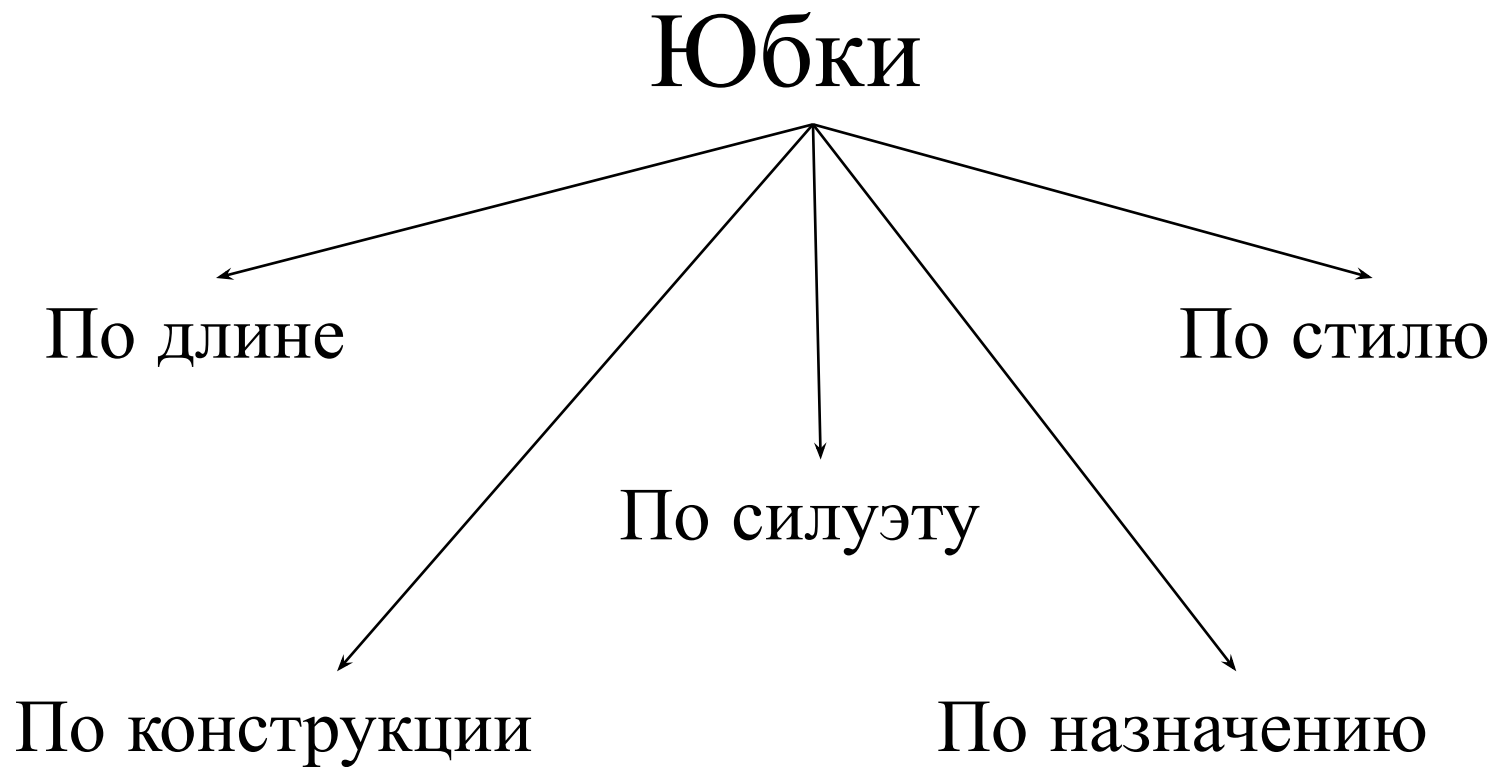 Юбки
По длине
По стилю
По силуэту
По конструкции
По назначению